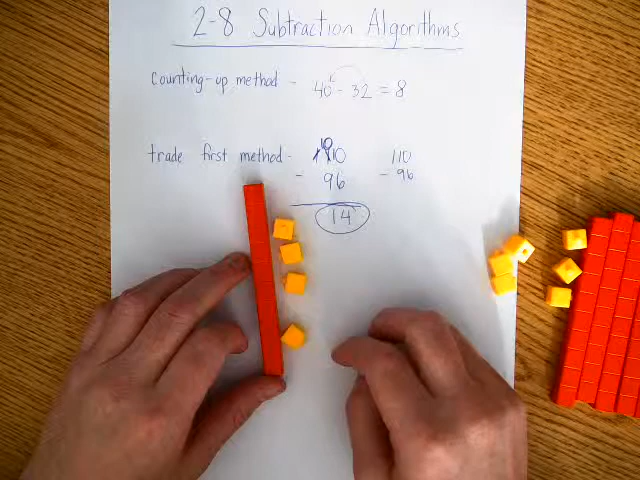 2-8 Subtraction Algorithms
counting-up method - 40 - 32 = 8
trade first method - 110 110
- 96 - 96
14